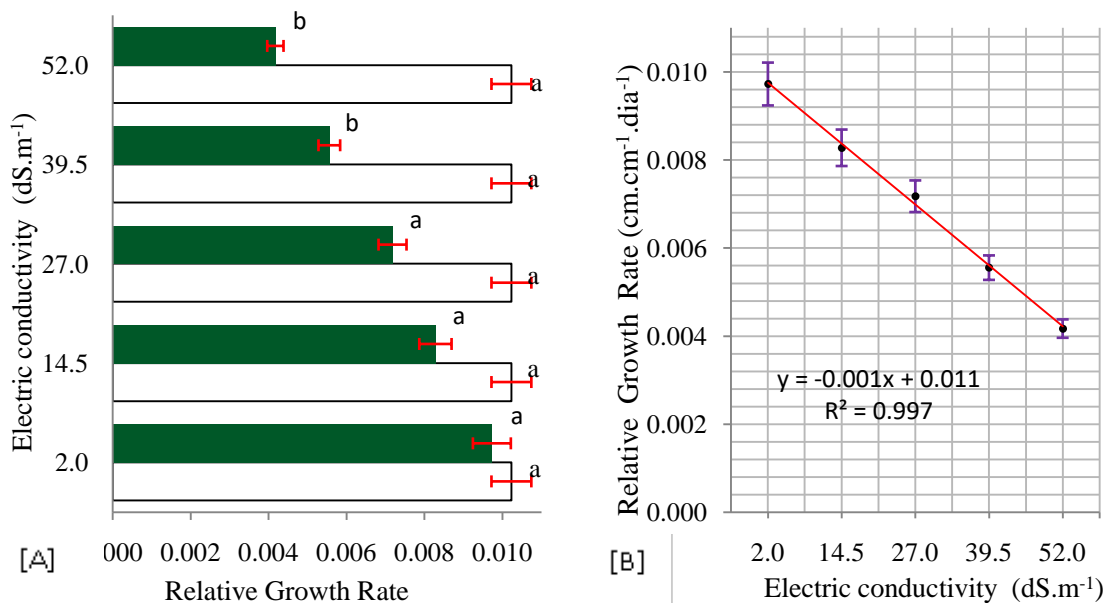 Electric conductivity (dS.m⁻¹)
52.0
b
a
39.5
b
a
27.0
a
a
14.5
a
a
2.0
a
a
.000 0.002 0.004 0.006 0.008 0.010
Relative Growth Rate
[A]
Relative Growth Rate (cm.cm⁻¹.dia⁻¹)
0.010
0.008
0.006
0.004
0.002
0.000
y = -0.001x + 0.011
R² = 0.997
2.0 14.5 27.0 39.5 52.0
Electric conductivity (dS.m⁻¹)
[B]